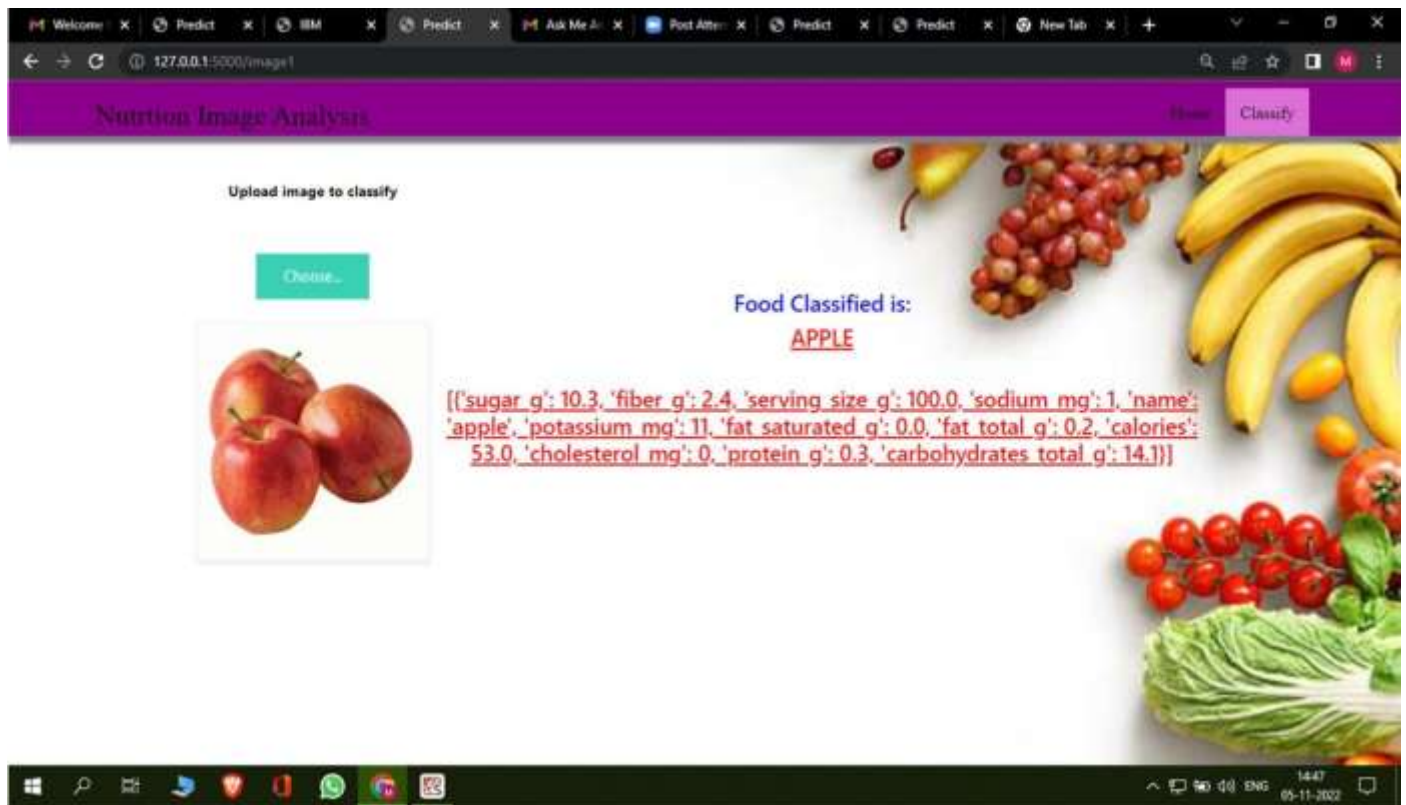 Welcome
Predict
IBM
Predict
Ask Me A
Post Atten
Predict
Predict
New Tab
127.0.0.1:5000/image1
M
Nutrtion Image Analysis
Home
Classify
Upload image to classify
Choose...
Food Classified is:
APPLE
[{'sugar_g': 10.3, 'fiber_g': 2.4, 'serving_size_g': 100.0, 'sodium_mg': 1, 'name':
'apple', 'potassium_mg': 11, 'fat_saturated_g': 0.0, 'fat_total_g': 0.2, 'calories':
53.0, 'cholesterol_mg': 0, 'protein_g': 0.3, 'carbohydrates_total_g': 14.1}]
ENG
14:47
05-11-2022